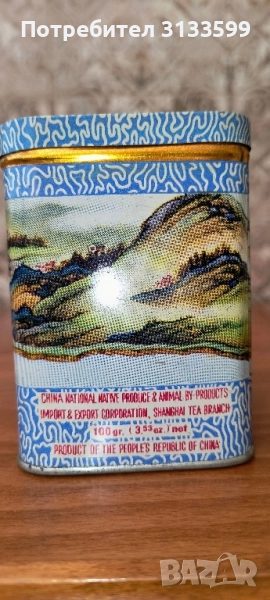 Потребител 3133599
CHINA NATIONAL NATIVE PRODUCE & ANIMAL BY-PRODUCTS
IMPORT & EXPORT CORPORATION, SHANGHAI TEA BRANCH
100 gr. ( 3 53 oz. ) net
PRODUCT OF THE PEOPLE'S REPUBLIC OF CHINA
BAZAR